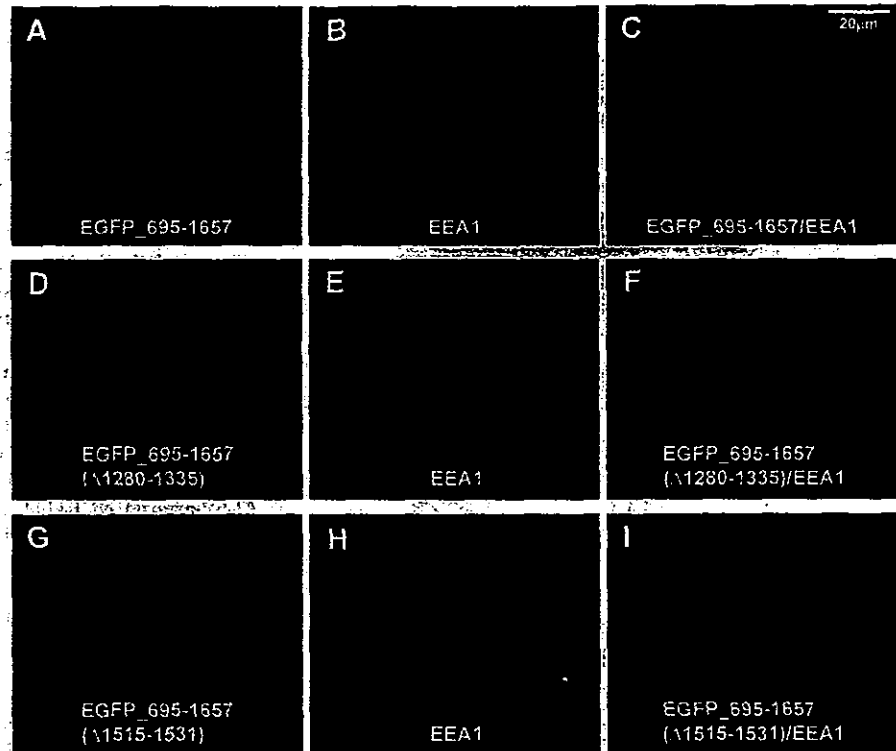 A
EGFP_695-1657
B
EEA1
C
20µm
EGFP_695-1657/EEA1
D
EGFP_695-1657
(Δ1280-1335)
E
EEA1
F
EGFP_695-1657
(Δ1280-1335)/EEA1
G
EGFP_695-1657
(Δ1515-1531)
H
EEA1
I
EGFP_695-1657
(Δ1515-1531)/EEA1